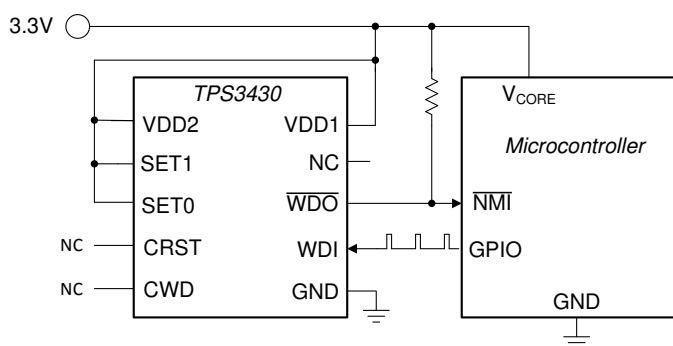 3.3V
TPS3430
VDD2
VDD1
SET1
NC
SET0
WDO
NC
CRST
WDI
NC
CWD
GND
VCORE
Microcontroller
NMI
GPIO
GND